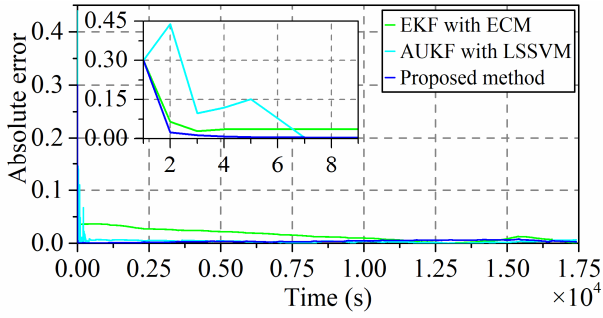 0.45
0.30
0.15
0.00
2 4 6 8
EKF with ECM
AUKF with LSSVM
Proposed method
Absolute error
0.4
0.3
0.2
0.1
0.0
0.00 0.25 0.50 0.75 1.00 1.25 1.50 1.75
×10⁴
Time (s)